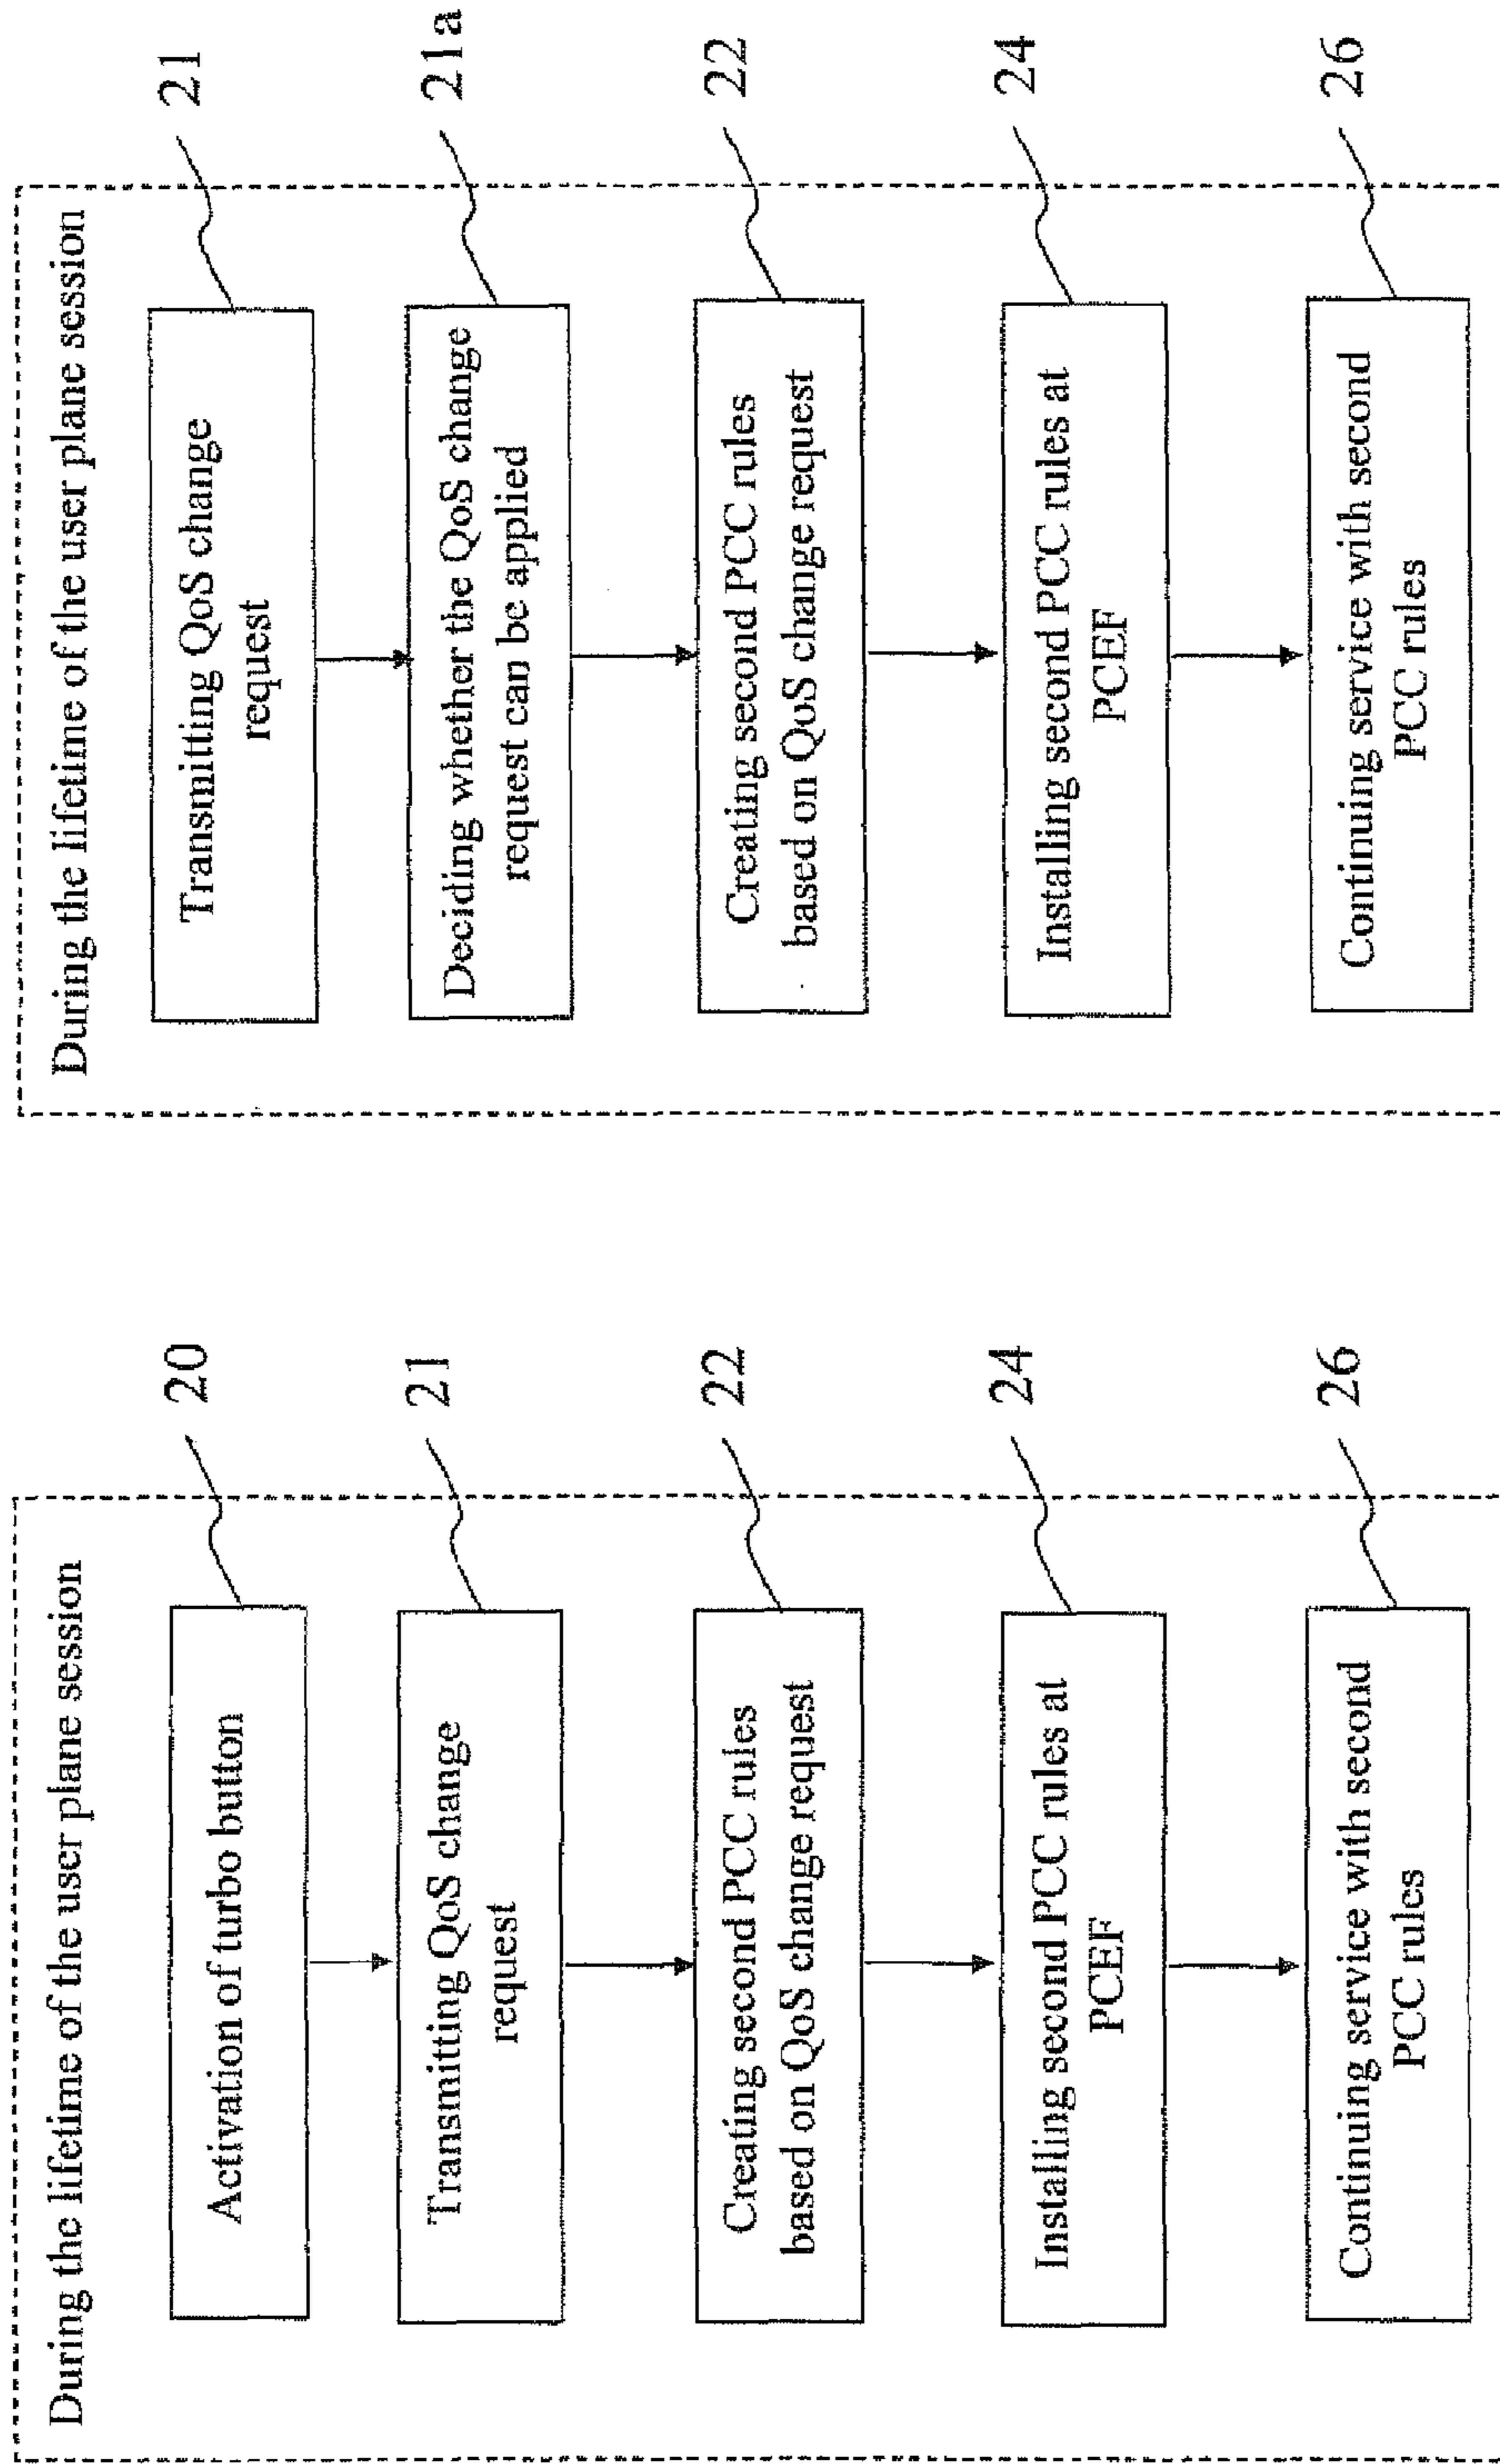 During the lifetime of the user plane session
Activation of turbo button
20
Transmitting QoS change
request
21
Creating second PCC rules
based on QoS change request
22
Installing second PCC rules at
PCEF
24
Continuing service with second
PCC rules
26
During the lifetime of the user plane session
Transmitting QoS change
request
21
Deciding whether the QoS change
request can be applied
21a
Creating second PCC rules
based on QoS change request
22
Installing second PCC rules at
PCEF
24
Continuing service with second
PCC rules
26